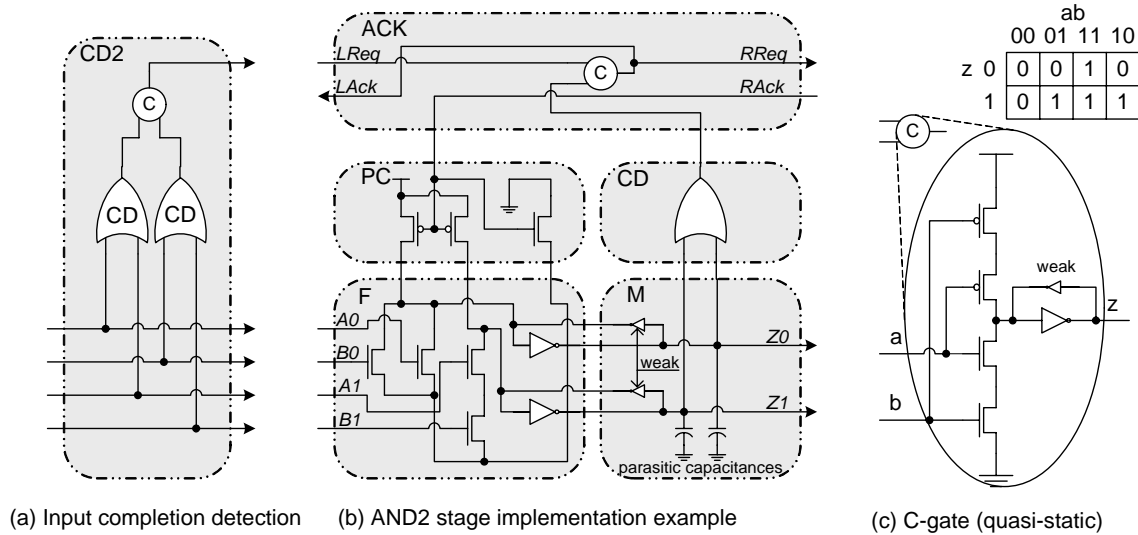 CD2
C
CD CD
(a) Input completion detection
ACK
LReq
C
RReq
LAck
RAck
PC
CD
F
M
A0
B0
A1
B1
weak
Z0
Z1
parasitic capacitances
(b) AND2 stage implementation example
ab
00 01 11 10
z 0 0 0 1 0
1 0 1 1 1
C
weak
z
a
b
(c) C-gate (quasi-static)